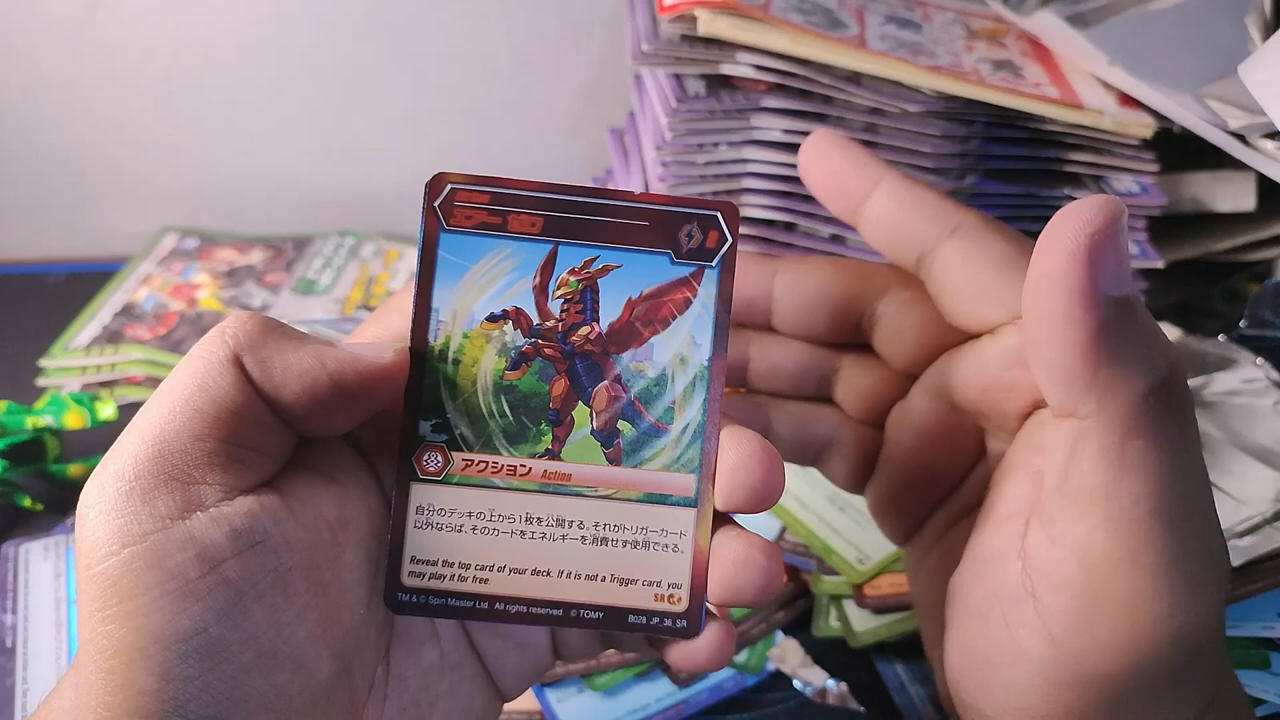 アクション Action
自分のデッキの上から1枚を公開する。それがトリガーカード
以外ならば、そのカードをエネルギーを消費せず使用できる。
Reveal the top card of your deck. If it is not a Trigger card, you
may play it for free.
SR
TM & © Spin Master Ltd. All rights reserved. © TOMY B028 JP_36_SR